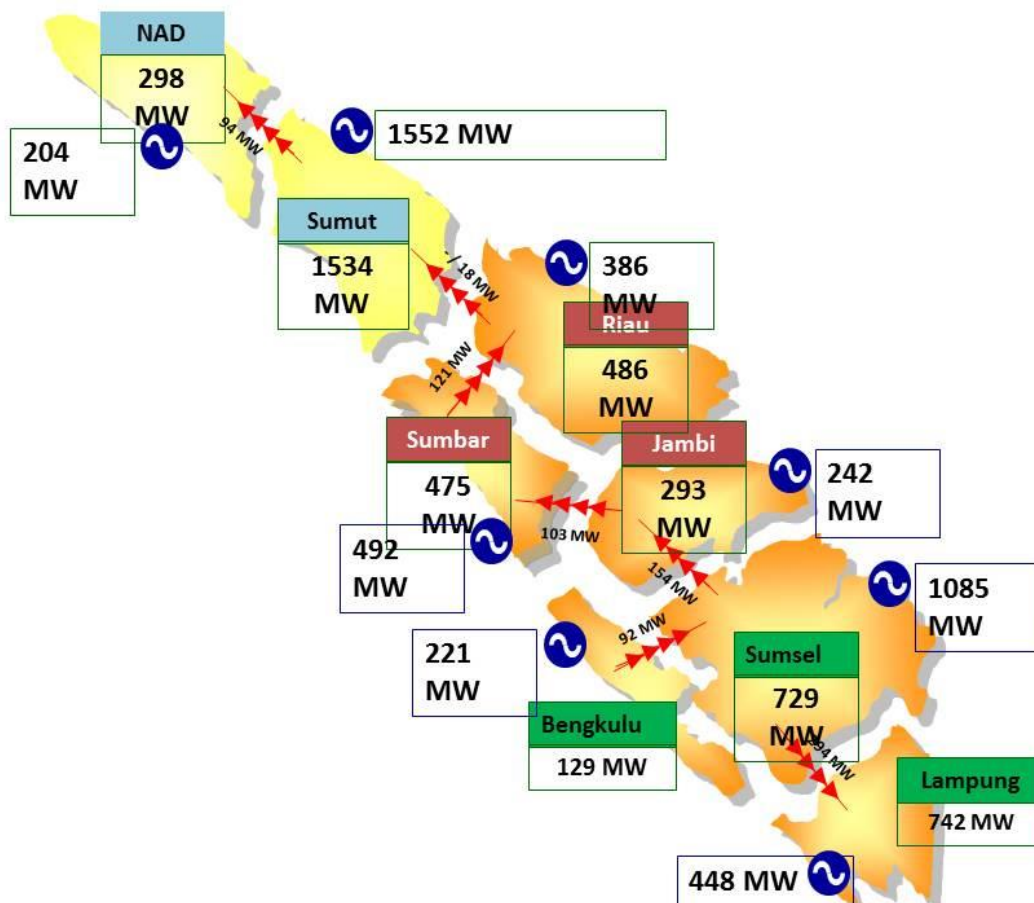 NAD
298
MW
94 MW
204
MW
1552 MW
Sumut
1534
MW
- / 18 MW
386
MW
Riau
486
MW
121 MW
Sumbar
475
MW
Jambi
293
MW
242
MW
103 MW
492
MW
154 MW
1085
MW
92 MW
221
MW
Sumsel
729
MW
MW
Bengkulu
129 MW
Lampung
742 MW
448 MW